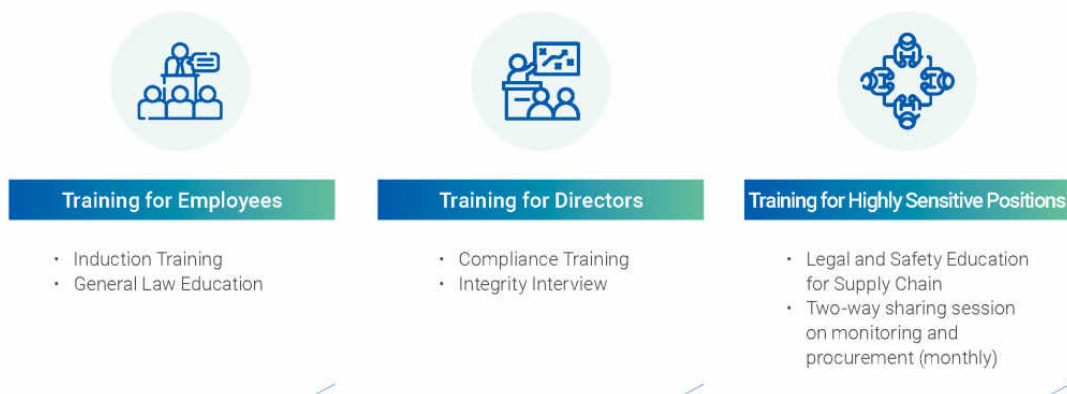 Training for Employees
• Induction Training
• General Law Education
Training for Directors
• Compliance Training
• Integrity Interview
Training for Highly Sensitive Positions
• Legal and Safety Education
for Supply Chain
• Two-way sharing session
on monitoring and
procurement (monthly)